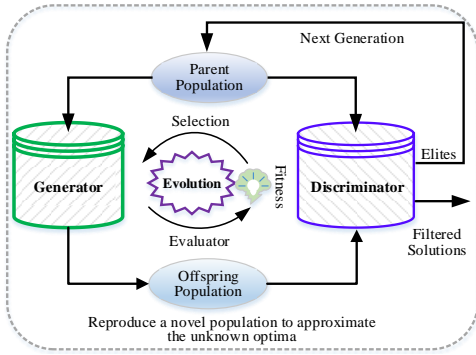 Next Generation
Parent
Population
Selection
Generator
Evolution
Fitness
Discriminator
Elites
Evaluator
Filtered
Solutions
Offspring
Population
Reproduce a novel population to approximate
the unknown optima